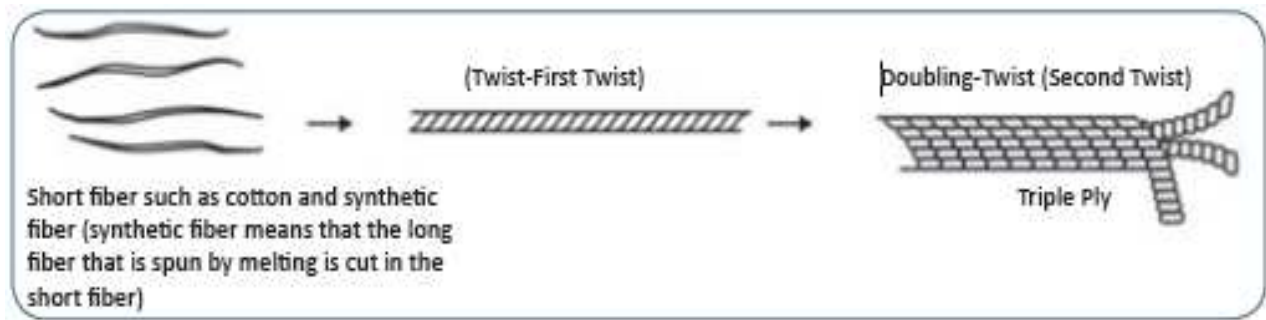 (Twist-First Twist)
Doubling-Twist (Second Twist)
Triple Ply
Short fiber such as cotton and synthetic
fiber (synthetic fiber means that the long
fiber that is spun by melting is cut in the
short fiber)